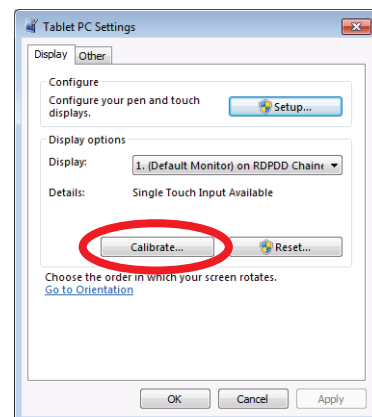 Tablet PC Settings
Display Other
Configure
Configure your pen and touch
displays.
Setup...
Display options
Display: 1. (Default Monitor) on RDPDD Chaine
Details: Single Touch Input Available
Calibrate... Reset...
Choose the order in which your screen rotates.
Go to Orientation
OK Cancel Apply